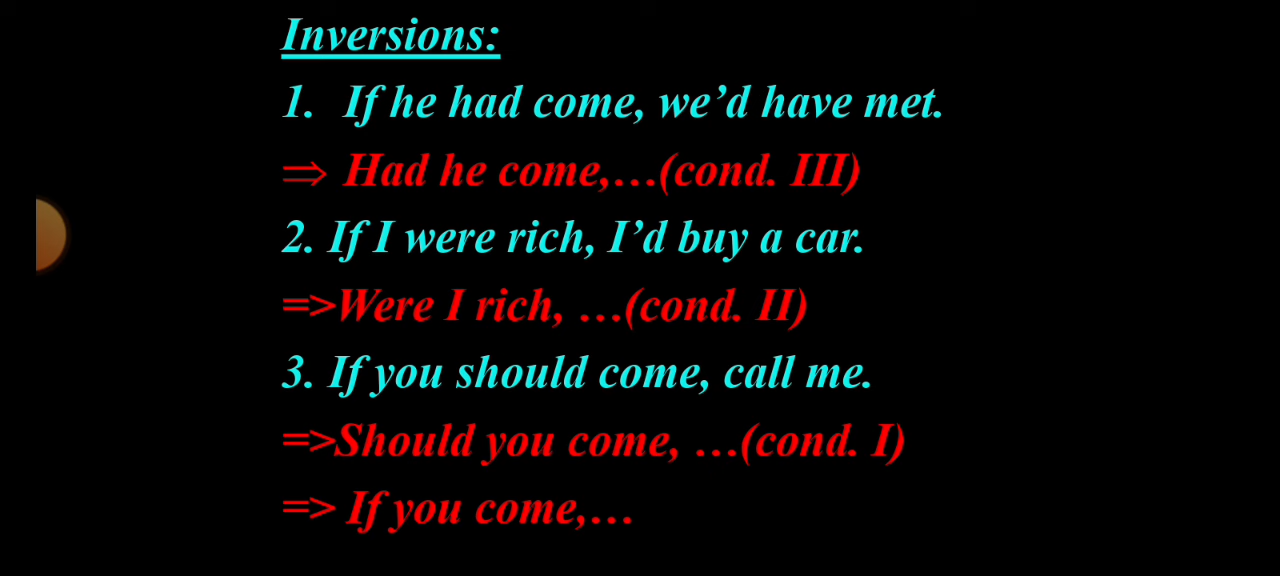 Inversions:
1. If he had come, we’d have met.
⇒ Had he come,…(cond. III)
2. If I were rich, I’d buy a car.
=>Were I rich, …(cond. II)
3. If you should come, call me.
=>Should you come, …(cond. I)
=> If you come,…